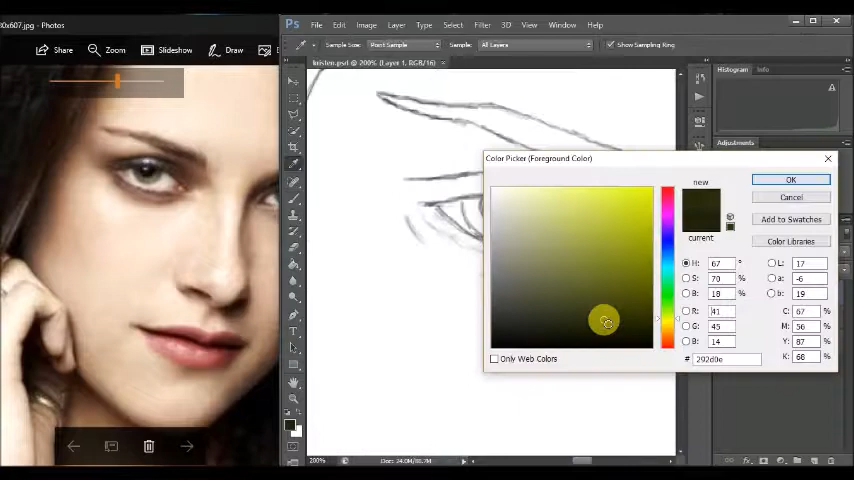 30x607.jpg - Photos
Share
Zoom
Slideshow
Draw
Ps
File Edit Image Layer Type Select Filter 3D View Window Help
Sample Size: Point Sample
Sample: All Layers
Show Sampling Ring
kristen.psd @ 200% (Layer 1, RGB/16)
Histogram
Info
Adjustments
Color Picker (Foreground Color)
new
current
OK
Cancel
Add to Swatches
Color Libraries
H: 67 °
S: 70 %
B: 18 %
R: 41
G: 45
B: 14
# 292d0e
L: 17
a: -6
b: 19
C: 67 %
M: 56 %
Y: 87 %
K: 68 %
Only Web Colors
200%
Doc: 24.0M/88.7M
fx